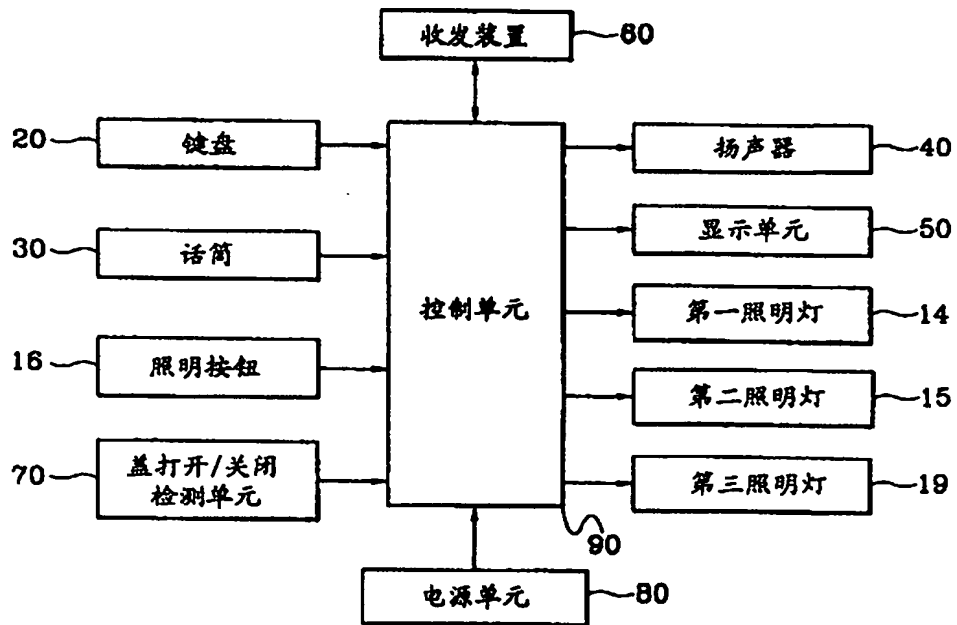 收发装置 60
20 键盘
扬声器 40
30 话筒
显示单元 50
控制单元
第一照明灯 14
16 照明按钮
第二照明灯 15
70 盖打开/关闭
检测单元
第三照明灯 19
90
电源单元 80